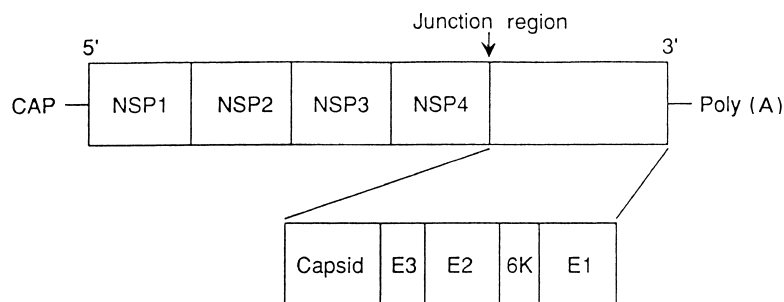 Junction region
5' 3'
CAP NSP1 NSP2 NSP3 NSP4 Poly (A)
Capsid E3 E2 6K E1